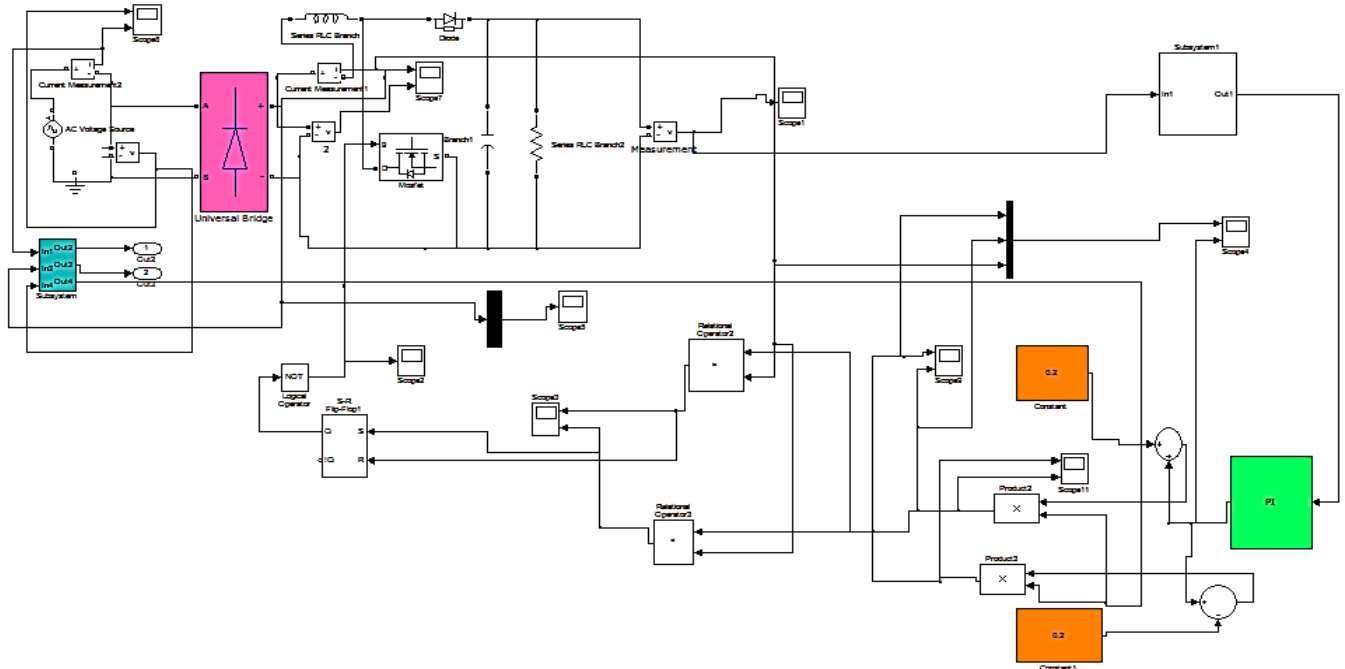 Scope8
Series RLC Branch
Diode
Subsystem1
Current Measurement2
Current Measurement1
Scope7
In1
Out1
Scope1
A
+
AC Voltage Source
+
v
2
Branch1
Series RLC Branch2
+
v
Measurement
g
S
D
Mosfet
B
-
Universal Bridge
In1
Out2
1
Out2
In3
Out3
2
Out3
In4
Out4
Subsystem
Scope4
Scope5
Relational
Operator2
NOT
Scope2
Logical
Operator
Scope9
0.2
Constant
S-R
Flip-Flop1
Scope3
Q
S
!Q
R
Scope11
Relational
Operator3
Product2
×
PI
Product3
×
0.2
Constant1